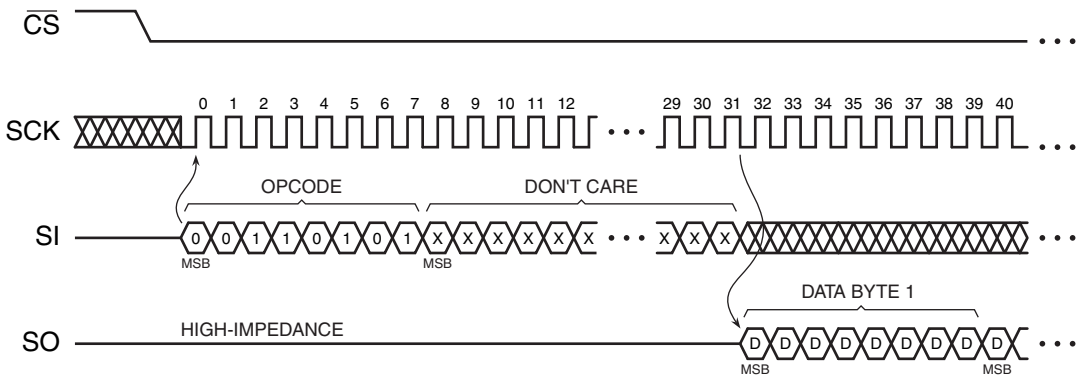 CS
0 1 2 3 4 5 6 7 8 9 10 11 12 29 30 31 32 33 34 35 36 37 38 39 40
SCK
OPCODE DON'T CARE
SI 0 0 1 1 0 1 0 1 X X X X X X X X X
MSB MSB
DATA BYTE 1
HIGH-IMPEDANCE
SO D D D D D D D D D
MSB MSB